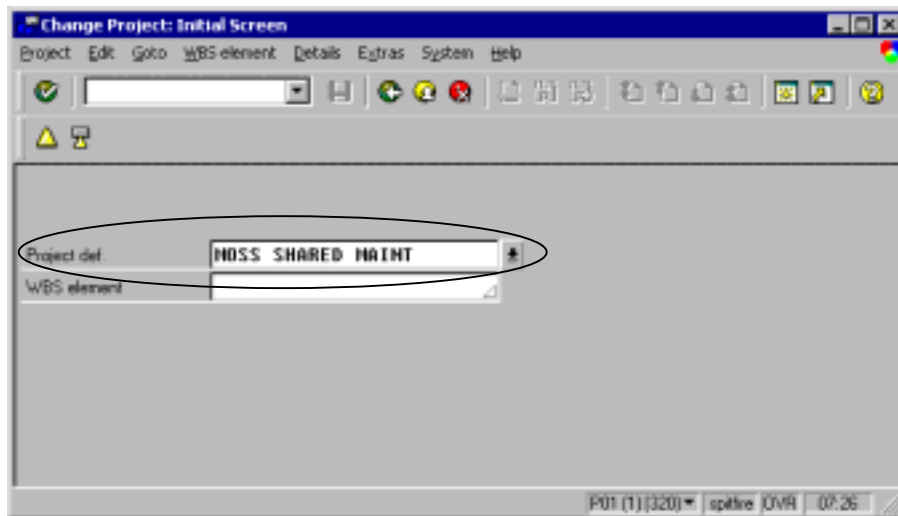 Change Project: Initial Screen
Project Edit Goto WBS element Details Extras System Help
Project def.
MOSS SHARED MAINT
WBS element
P01 (1) (320) spitfire OVR 07:26